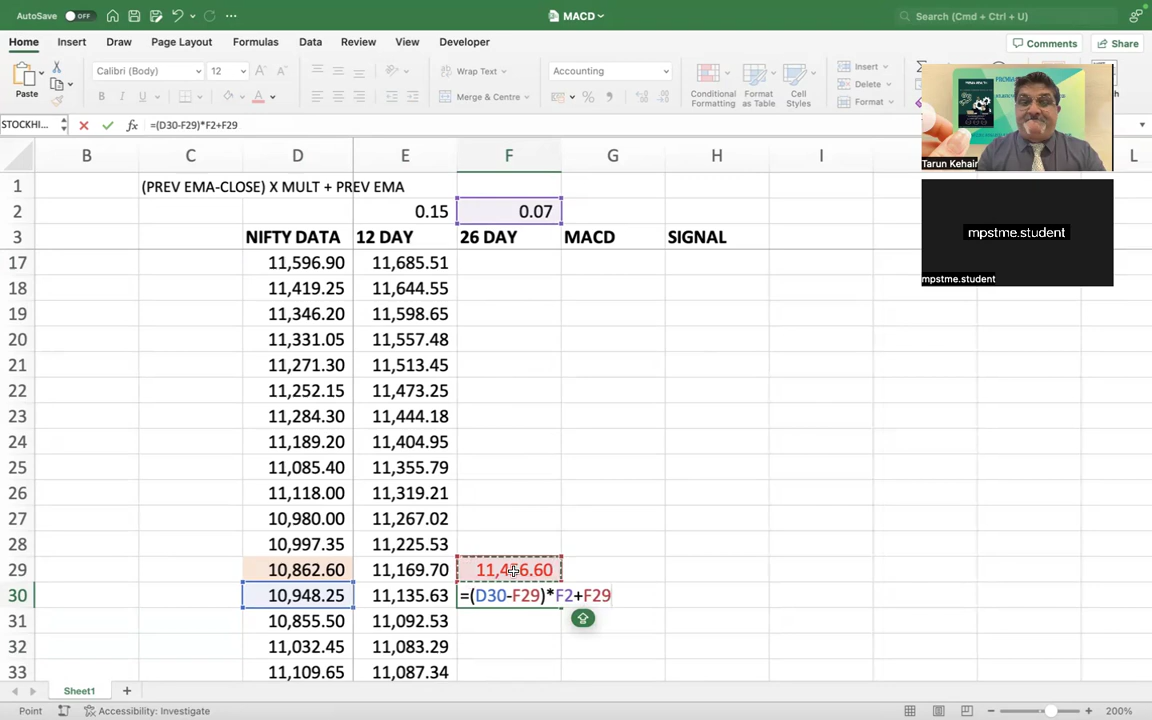 AutoSave OFF MACD Search (Cmd + Ctrl + U)
Home Insert Draw Page Layout Formulas Data Review View Developer Comments Share
Paste Calibri (Body) 12 Wrap Text Merge & Centre Accounting Conditional Formatting Format as Table Cell Styles Insert Delete Format
STOCKHI... fx =(D30-F29)*F2+F29
Tarun Kehair
mpstme.student
mpstme.student
B C D E F G H I L
1 (PREV EMA-CLOSE) X MULT + PREV EMA
2 0.15 0.07
3 NIFTY DATA 12 DAY 26 DAY MACD SIGNAL
17 11,596.90 11,685.51
18 11,419.25 11,644.55
19 11,346.20 11,598.65
20 11,331.05 11,557.48
21 11,271.30 11,513.45
22 11,252.15 11,473.25
23 11,284.30 11,444.18
24 11,189.20 11,404.95
25 11,085.40 11,355.79
26 11,118.00 11,319.21
27 10,980.00 11,267.02
28 10,997.35 11,225.53
29 10,862.60 11,169.70
30 10,948.25 11,135.63 =(D30-F29)*F2+F29
31 10,855.50 11,092.53
32 11,032.45 11,083.29
33 11,109.65 11,087.34
Sheet1
Point Accessibility: Investigate 200%